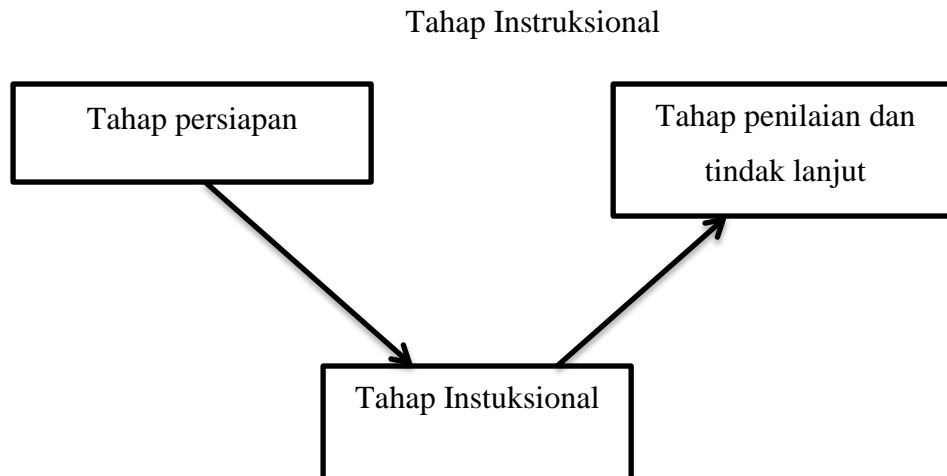 Tahap Instruksional
Tahap persiapan
Tahap penilaian dan
tindak lanjut
Tahap Instuksional